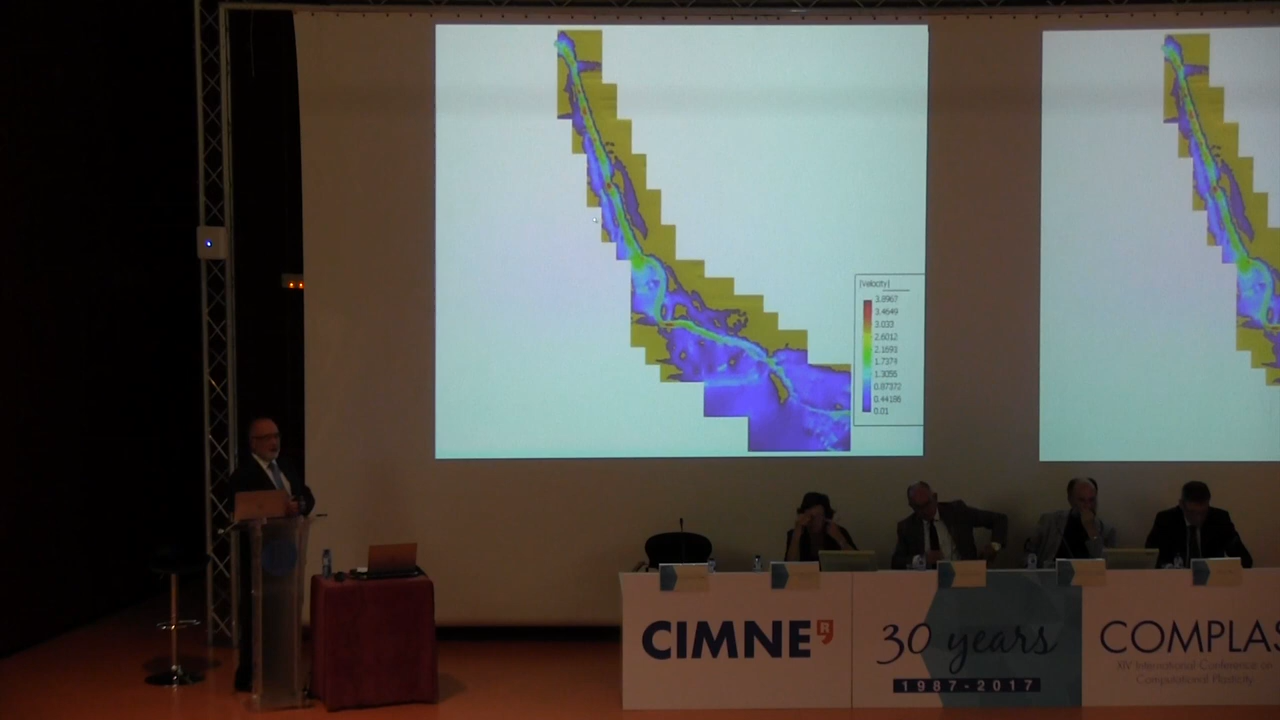 |Velocity|
3.8967
3.4649
3.033
2.6012
2.1693
1.7374
1.3056
0.87372
0.44186
0.01
CIMNE
R
30 years
1987-2017
COMPLAS
XIV International Conference on
Computational Plasticity